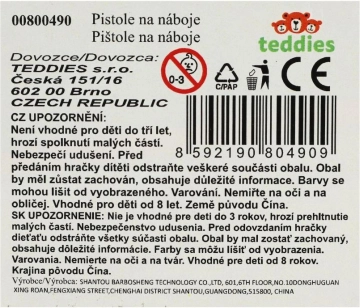 00800490 Pistole na náboje
Pištole na náboje
teddies
Dovozce/Dovozca:
TEDDIES s.r.o.
Česká 151/16
602 00 Brno
CZECH REPUBLIC
0-3
C/PAP
CE
CZ UPOZORNĚNÍ:
Není vhodné pro děti do tří let,
hrozí spolknutí malých částí.
Nebezpečí udušení. Před
8 592190 804909
předáním hračky dítěti odstraňte veškeré součásti obalu. Obal
by měl zůstat zachován, obsahuje důležité informace. Barvy se
mohou lišit od vyobrazeného. Varování. Nemiřte na oči a na
obličej. Vhodné pro děti od 8 let. Země původu Čína.
SK UPOZORNENIE: Nie je vhodné pre deti do 3 rokov, hrozí prehltnutie
malých častí. Nebezpečenstvo udusenia. Pred odovzdaním hračky
dieťaťu odstraňte všetky súčasti obalu. Obal by mal zostať zachovaný,
obsahuje dôležité informácie. Farby sa môžu líšiť od vyobrazenia.
Varovania. Nemierte na oči a na tvár. Vhodné pre deti od 8 rokov.
Krajina pôvodu Čína.
Výrobce/Výrobca: SHANTOU BARBOSHENG TECHNOLOGY CO.,LTD, 601,6TH FLOOR,NO.10DONGHUGUAN
XING ROAN,FENGXIANG STREET,CHENGHAI DISTRICT SHANTOU,GUANGDONG,515800, CHINA